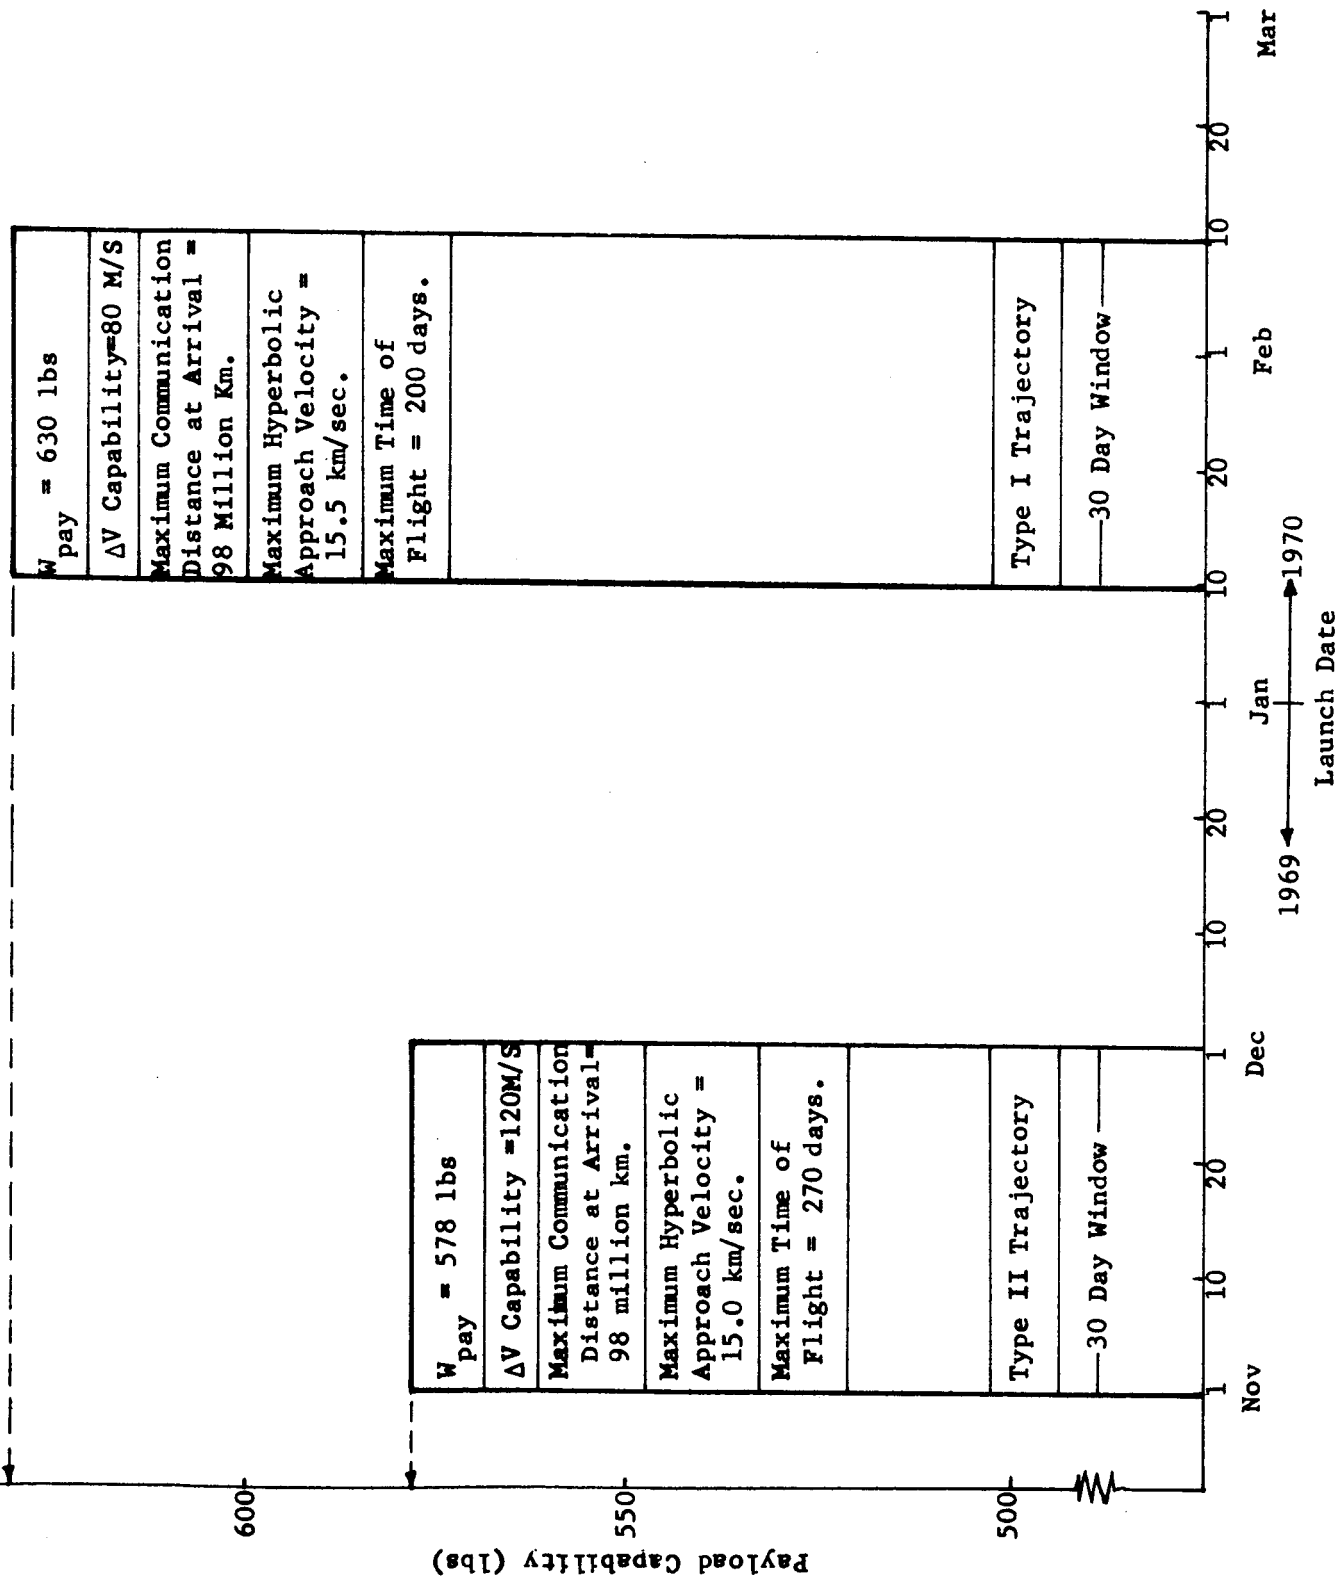 Payload Capability (lbs)
600
550
500
W pay = 630 lbs
ΔV Capability=80 M/S
Maximum Communication
Distance at Arrival =
98 Million Km.
Maximum Hyperbolic
Approach Velocity =
15.5 km/sec.
Maximum Time of
Flight = 200 days.
Type I Trajectory
30 Day Window
W pay = 578 lbs
ΔV Capability =120M/S
Maximum Communication
Distance at Arrival=
98 million km.
Maximum Hyperbolic
Approach Velocity =
15.0 km/sec.
Maximum Time of
Flight = 270 days.
Type II Trajectory
30 Day Window
1 10 20 1 10 20 1 10 20 1 10 20 1
Nov Dec Jan Feb Mar
1969 1970
Launch Date